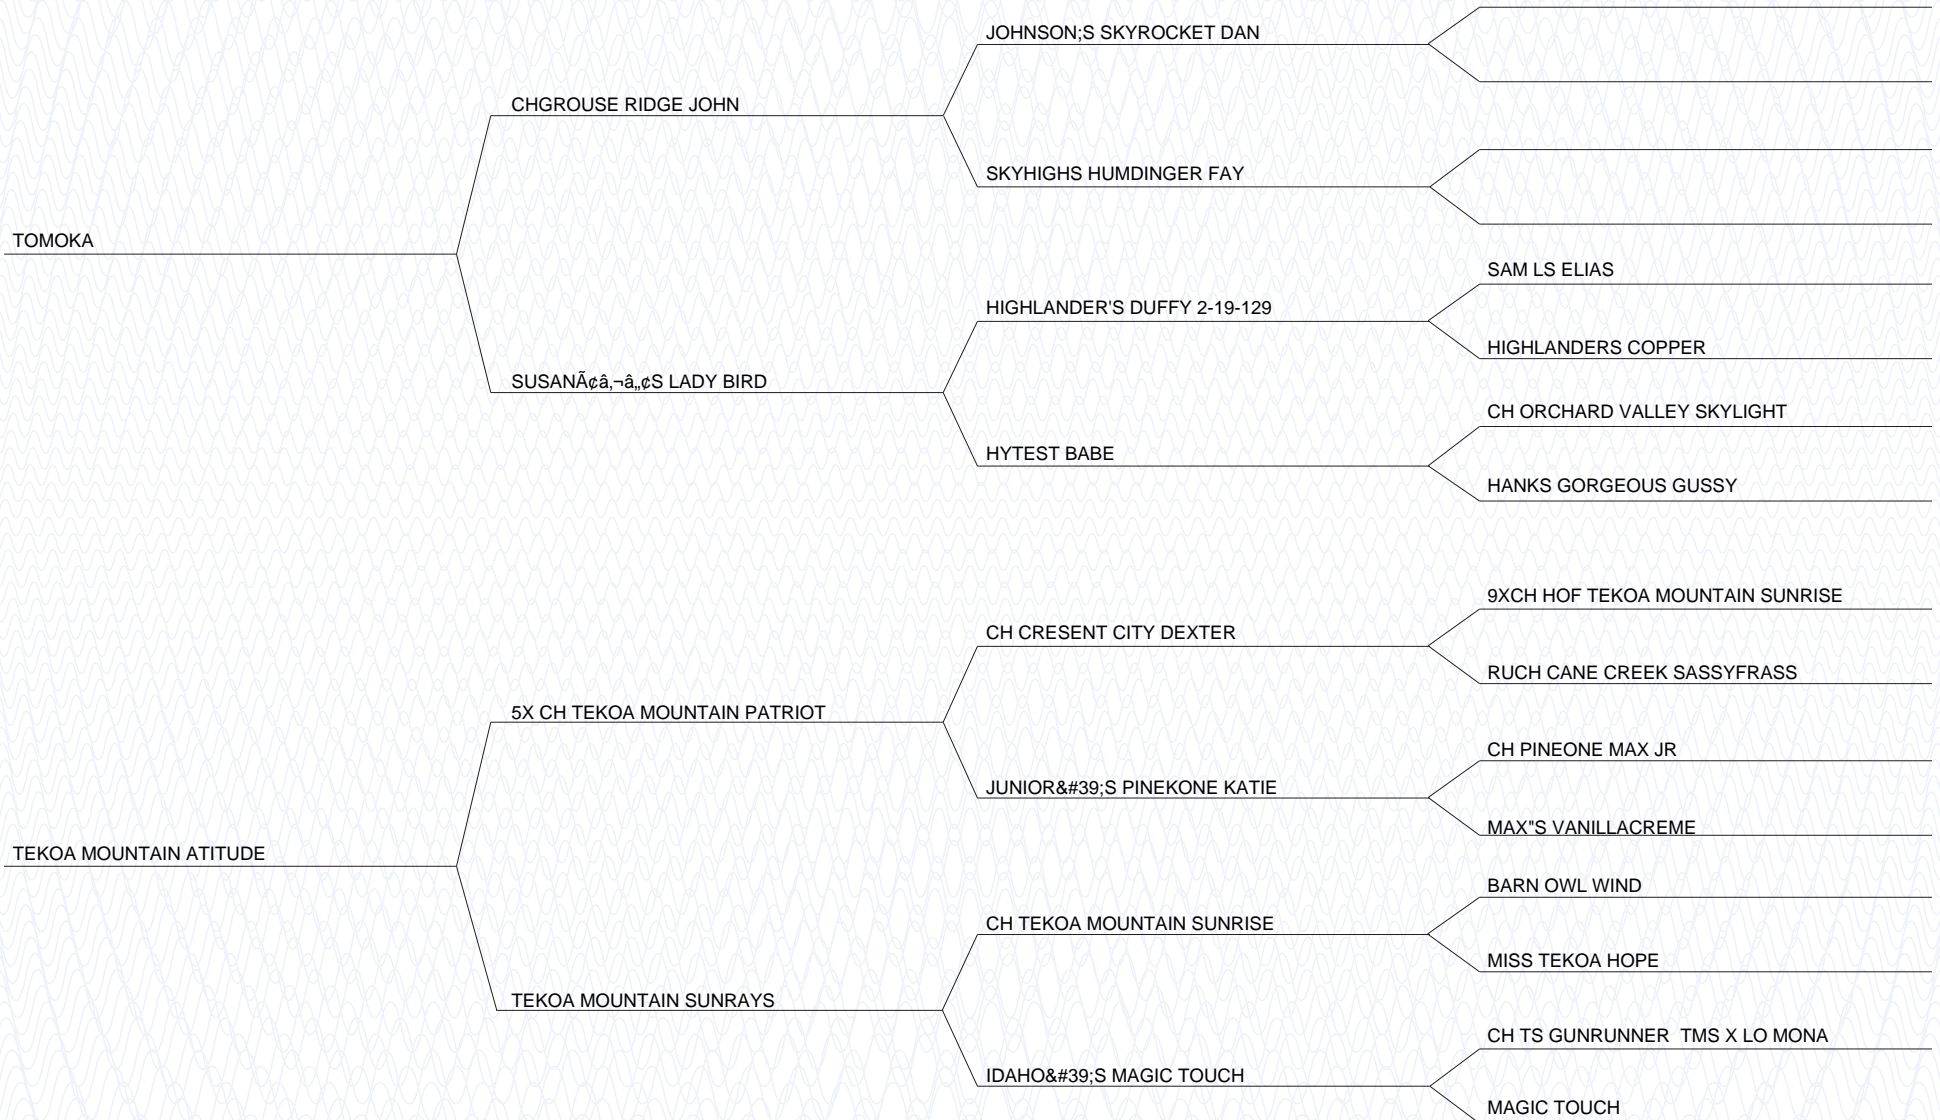 JOHNSON;S SKYROCKET DAN
CHGROUSE RIDGE JOHN
SKYHIGHS HUMDINGER FAY
TOMOKA
SAM LS ELIAS
HIGHLANDER'S DUFFY 2-19-129
HIGHLANDERS COPPER
SUSANÃ¢â‚¬â„¢S LADY BIRD
CH ORCHARD VALLEY SKYLIGHT
HYTEST BABE
HANKS GORGEOUS GUSSY
9XCH HOF TEKOA MOUNTAIN SUNRISE
CH CRESENT CITY DEXTER
RUCH CANE CREEK SASSYFRASS
5X CH TEKOA MOUNTAIN PATRIOT
CH PINEONE MAX JR
JUNIOR&#39;S PINEKONE KATIE
MAX"S VANILLACREME
TEKOA MOUNTAIN ATITUDE
BARN OWL WIND
CH TEKOA MOUNTAIN SUNRISE
MISS TEKOA HOPE
TEKOA MOUNTAIN SUNRAYS
CH TS GUNRUNNER  TMS X LO MONA
IDAHO&#39;S MAGIC TOUCH
MAGIC TOUCH